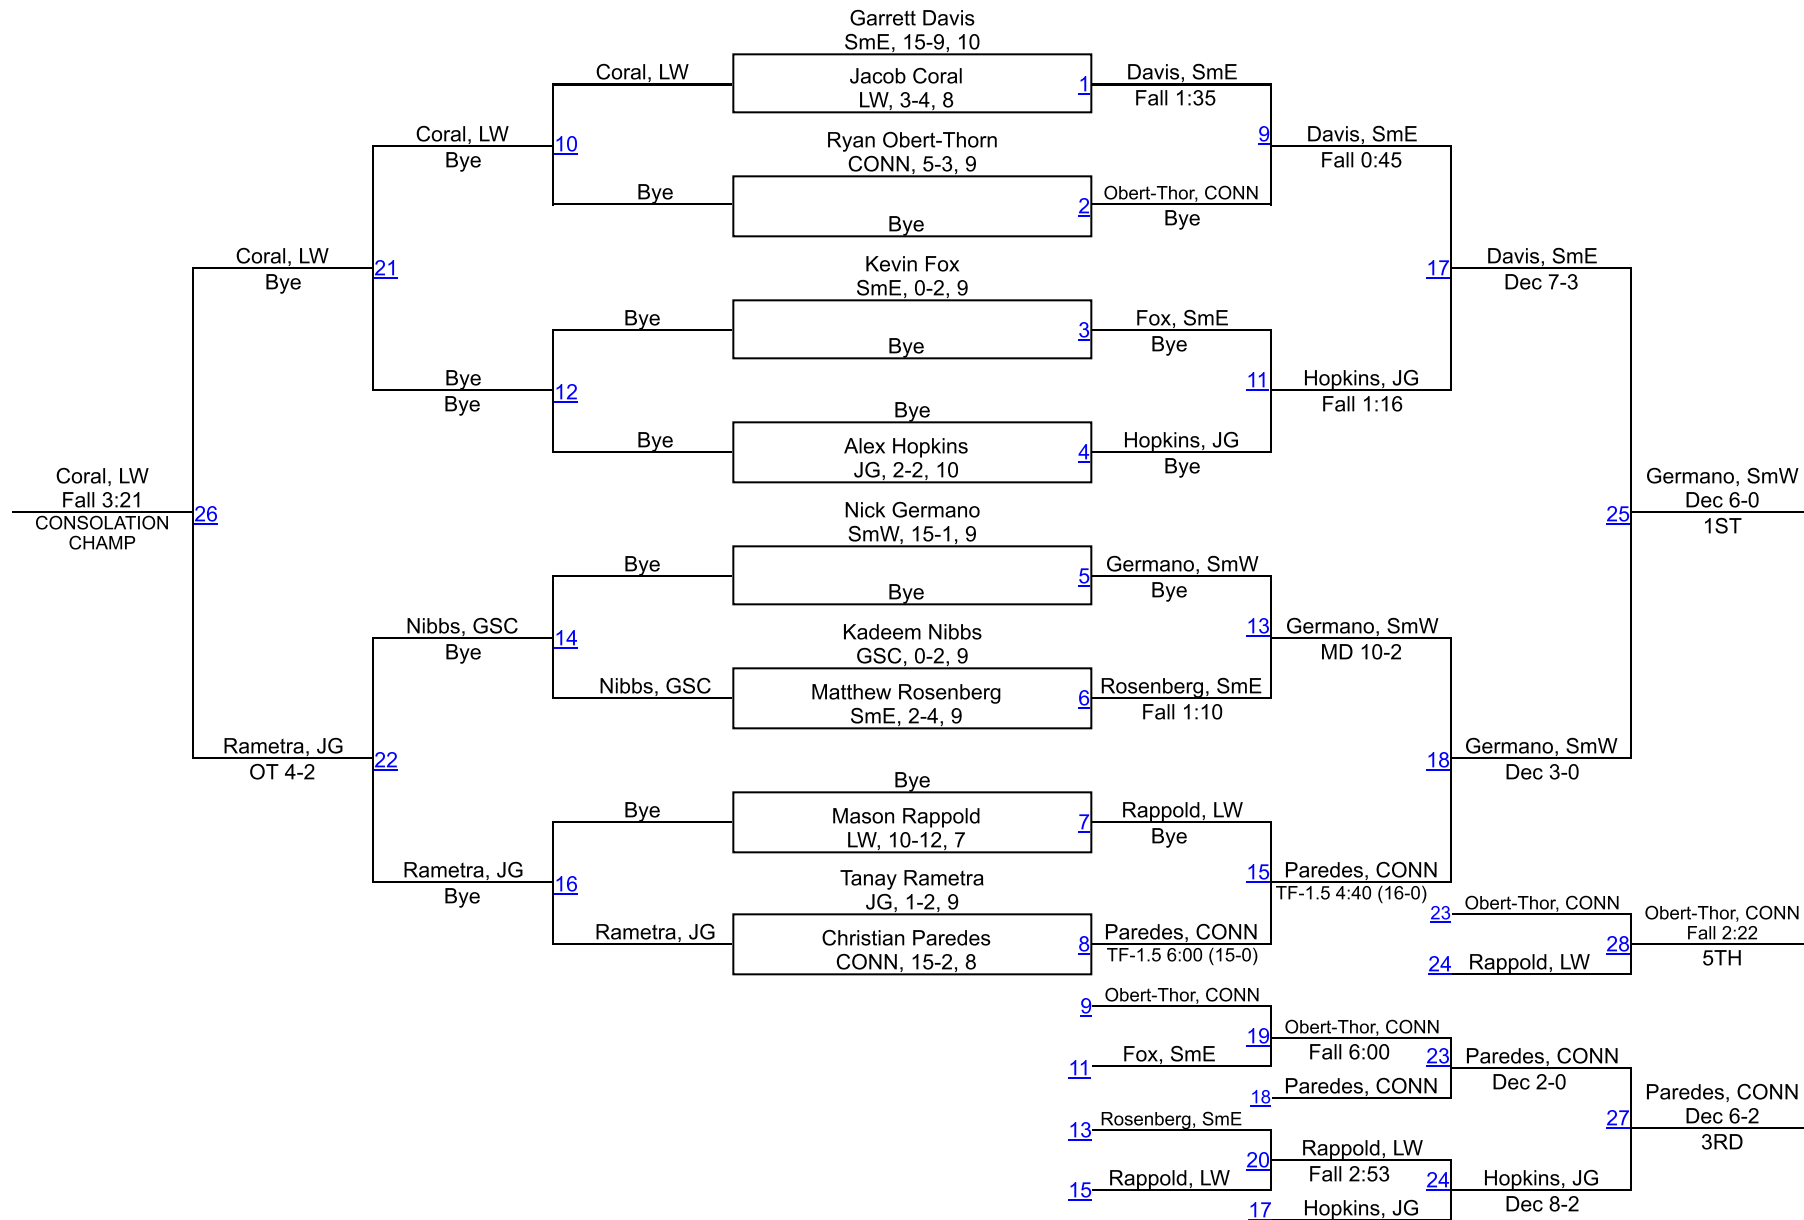 Garrett Davis
SmE, 15-9, 10
Coral, LW
Jacob Coral
LW, 3-4, 8
1
Davis, SmE
Fall 1:35
Coral, LW
Bye
10
Ryan Obert-Thorn
CONN, 5-3, 9
9
Davis, SmE
Fall 0:45
Bye
Bye
2
Obert-Thor, CONN
Bye
Coral, LW
Bye
21
Kevin Fox
SmE, 0-2, 9
17
Davis, SmE
Dec 7-3
Bye
Bye
3
Fox, SmE
Bye
Bye
Bye
12
11
Hopkins, JG
Fall 1:16
Bye
Bye
Alex Hopkins
JG, 2-2, 10
4
Hopkins, JG
Bye
Coral, LW
Fall 3:21
CONSOLATION
CHAMP
26
Nick Germano
SmW, 15-1, 9
25
Germano, SmW
Dec 6-0
1ST
Bye
Bye
5
Germano, SmW
Bye
Nibbs, GSC
Bye
14
Kadeem Nibbs
GSC, 0-2, 9
13
Germano, SmW
MD 10-2
Nibbs, GSC
Matthew Rosenberg
SmE, 2-4, 9
6
Rosenberg, SmE
Fall 1:10
Rametra, JG
OT 4-2
22
18
Germano, SmW
Dec 3-0
Bye
Bye
Mason Rappold
LW, 10-12, 7
7
Rappold, LW
Bye
Rametra, JG
Bye
16
Tanay Rametra
JG, 1-2, 9
15
Paredes, CONN
TF-1.5 4:40 (16-0)
Rametra, JG
Christian Paredes
CONN, 15-2, 8
8
Paredes, CONN
TF-1.5 6:00 (15-0)
23
Obert-Thor, CONN
24
Rappold, LW
28
Obert-Thor, CONN
Fall 2:22
5TH
9
Obert-Thor, CONN
11
Fox, SmE
19
Obert-Thor, CONN
Fall 6:00
18
Paredes, CONN
23
Paredes, CONN
Dec 2-0
27
Paredes, CONN
Dec 6-2
3RD
13
Rosenberg, SmE
15
Rappold, LW
20
Rappold, LW
Fall 2:53
17
Hopkins, JG
24
Hopkins, JG
Dec 8-2